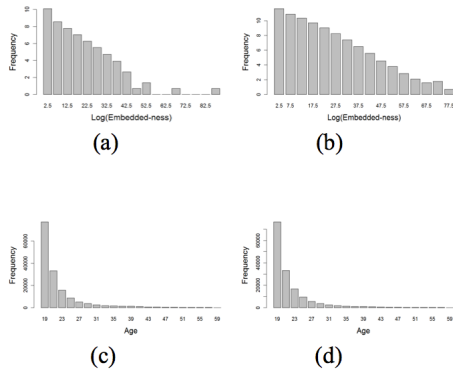 Frequency
0 2 4 6 8 10
2.5 12.5 22.5 32.5 42.5 52.5 62.5 72.5 82.5
Log(Embedded-ness)
(a)
Frequency
0 2 4 6 8 10
2.5 7.5 17.5 27.5 37.5 47.5 57.5 67.5 77.5
Log(Embedded-ness)
(b)
Frequency
0 20000 40000 60000
19 23 27 31 35 39 43 47 51 55 59
Age
(c)
Frequency
0 20000 40000 60000
19 23 27 31 35 39 43 47 51 55 59
Age
(d)